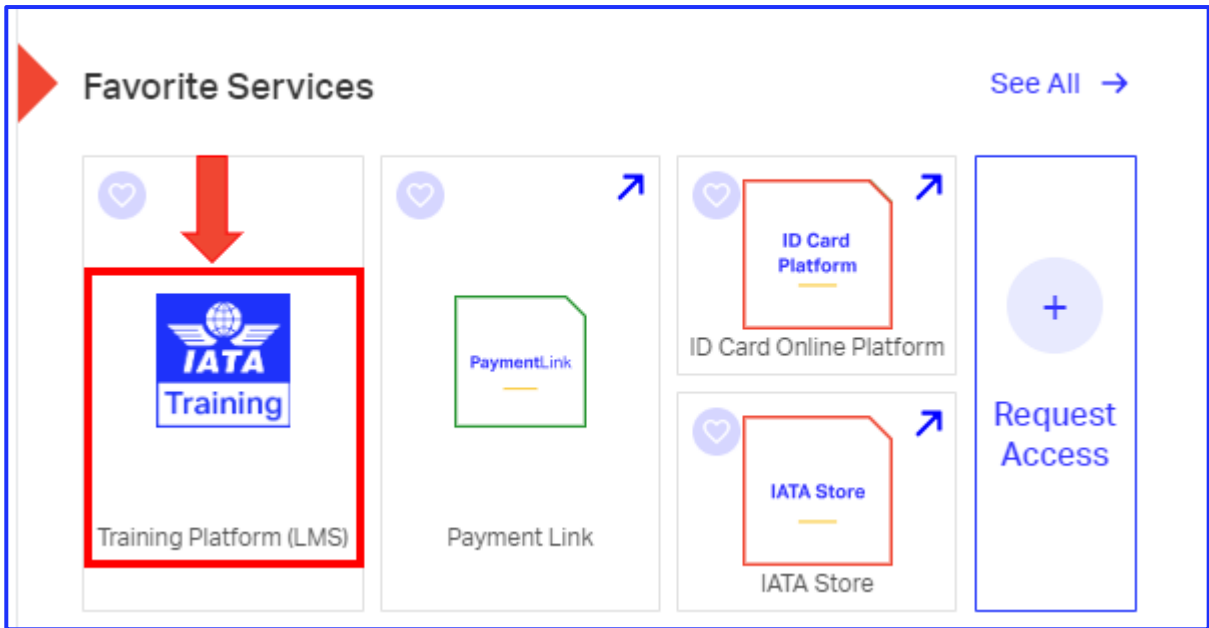 Favorite Services
See All →
IATA
Training
Training Platform (LMS)
PaymentLink
Payment Link
ID Card
Platform
ID Card Online Platform
IATA Store
IATA Store
+
Request
Access